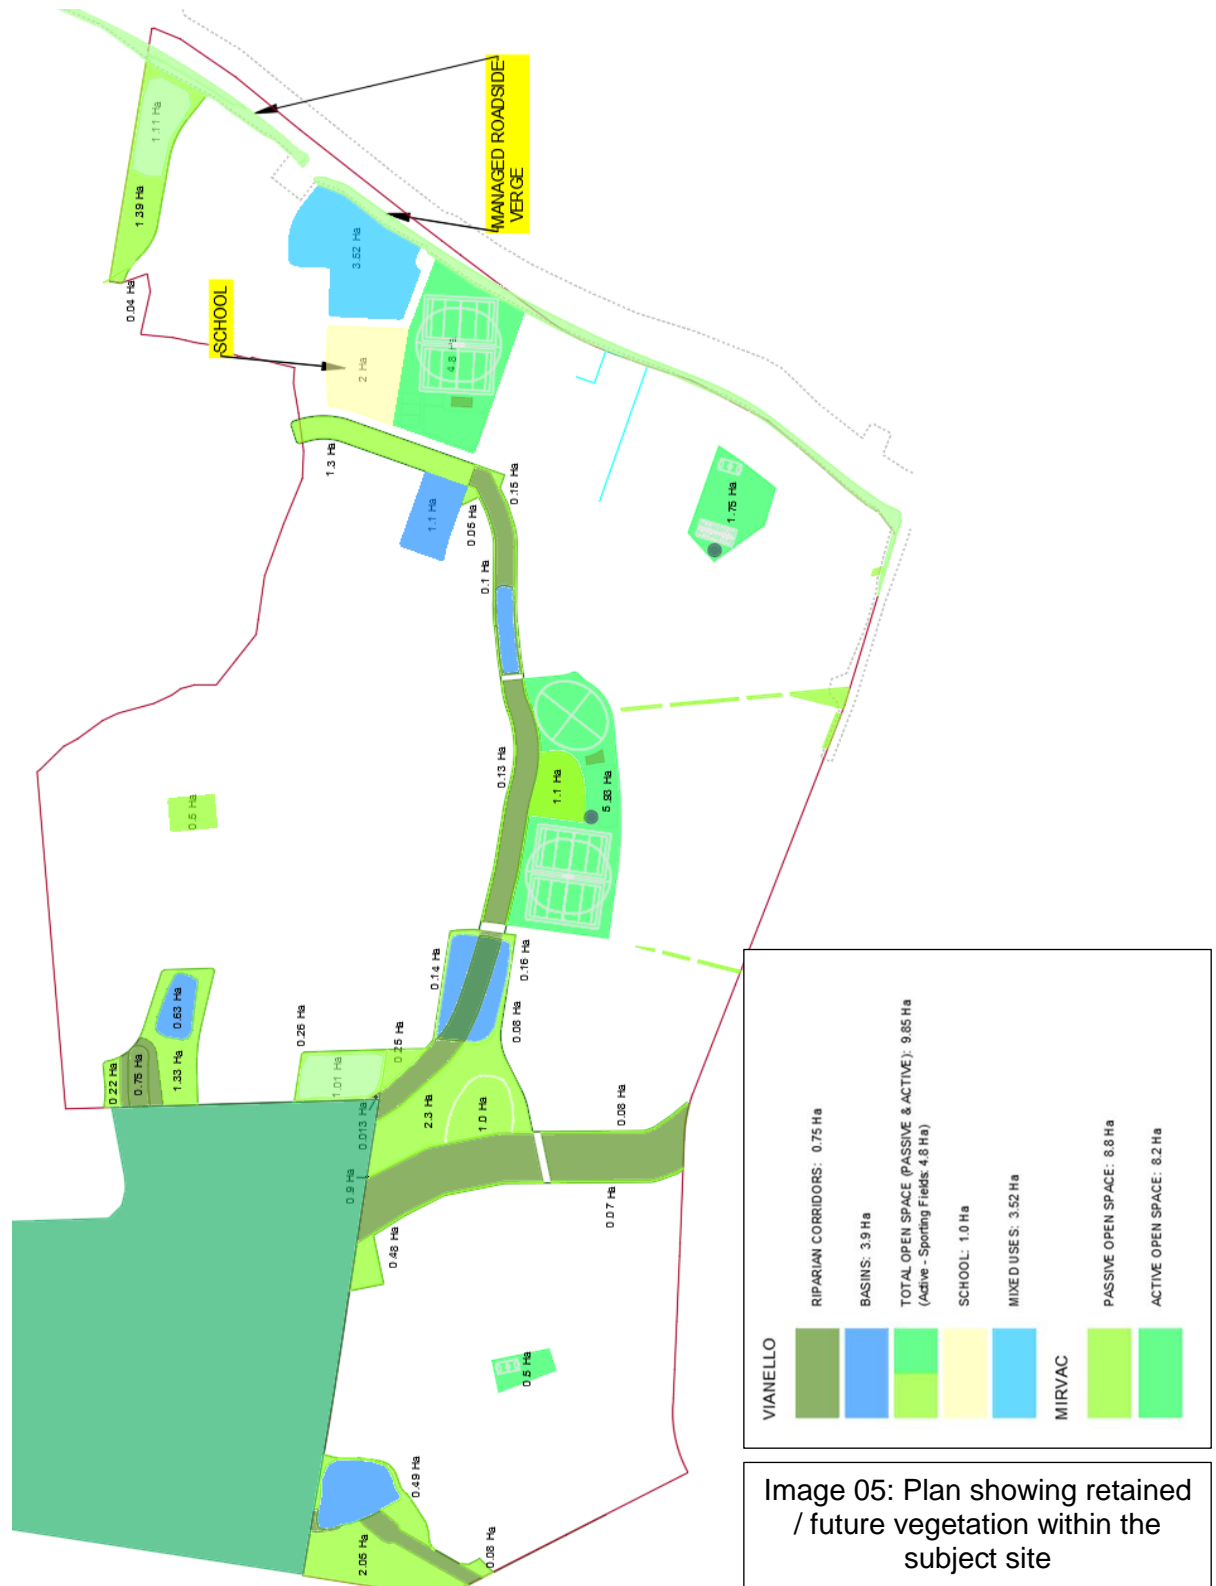 1.11 Ha
1.39 Ha
0.04 Ha
MANAGED ROADSIDE
VERGE
3.52 Ha
SCHOOL
2 Ha
4.8 Ha
1.3 Ha
1.1 Ha
0.05 Ha
0.15 Ha
1.75 Ha
0.1 Ha
0.13 Ha
1.1 Ha
5.93 Ha
0.5 Ha
0.14 Ha
0.16 Ha
0.08 Ha
0.63 Ha
0.22 Ha
0.75 Ha
1.33 Ha
0.26 Ha
1.01 Ha
0.25 Ha
0.013 Ha
2.3 Ha
1.0 Ha
0.08 Ha
0.9 Ha
0.07 Ha
0.48 Ha
0.5 Ha
0.49 Ha
2.05 Ha
0.08 Ha
VIANELLO
RIPARIAN CORRIDORS: 0.75 Ha
BASINS: 3.9 Ha
TOTAL OPEN SPACE (PASSIVE & ACTIVE): 9.85 Ha
(Active - Sporting Fields: 4.8 Ha)
SCHOOL: 1.0 Ha
MIXED USES: 3.52 Ha
MIRVAC
PASSIVE OPEN SPACE: 8.8 Ha
ACTIVE OPEN SPACE: 8.2 Ha
Image 05: Plan showing retained
/ future vegetation within the
subject site